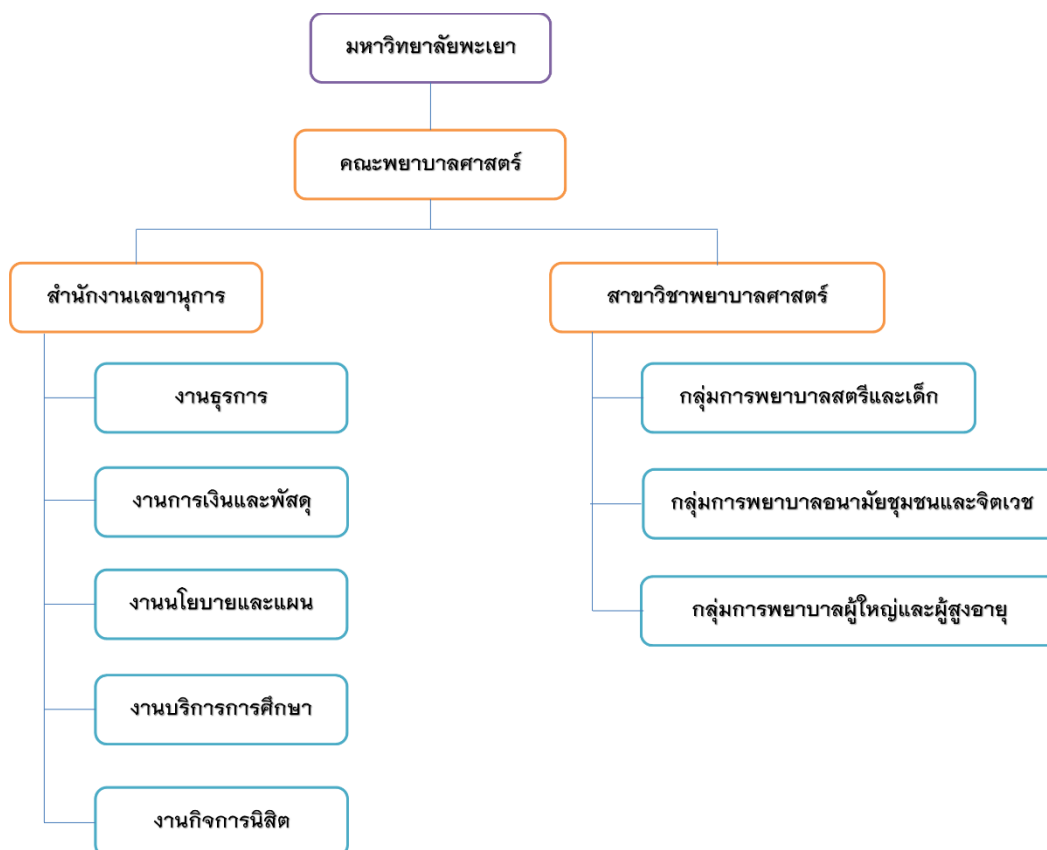 มหาวิทยาลัยพะเยา
คณะพยาบาลศาสตร์
สำนักงานเลขานุการ
งานธุรการ
งานการเงินและพัสดุ
งานนโยบายและแผน
งานบริการการศึกษา
งานกิจการนิสิต
สาขาวิชาพยาบาลศาสตร์
กลุ่มการพยาบาลสตรีและเด็ก
กลุ่มการพยาบาลอนามัยชุมชนและจิตเวช
กลุ่มการพยาบาลผู้ใหญ่และผู้สูงอายุ